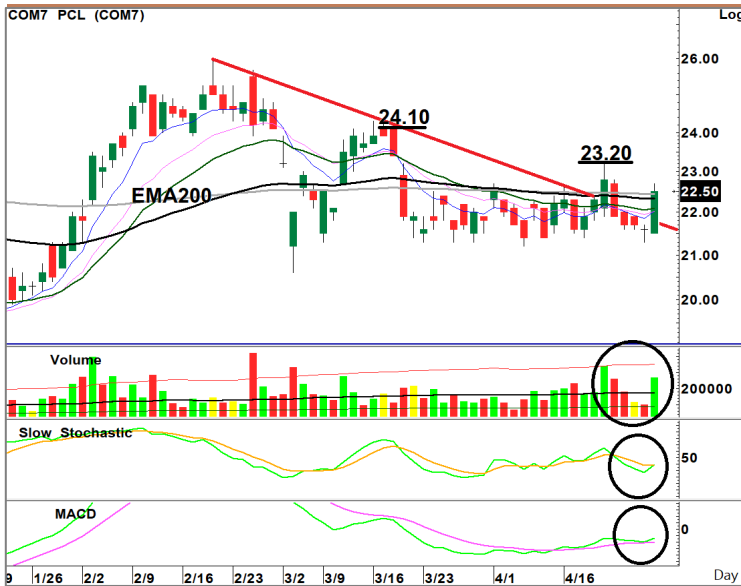 COM7 PCL (COM7)
Log
26.00
24.10
24.00
23.20
23.00
EMA200
22.50
22.00
21.00
20.00
Volume
200000
Slow Stochastic
50
MACD
0
9 1/26 2/2 2/9 2/16 2/23 3/2 3/9 3/16 3/23 4/1 4/16 Day